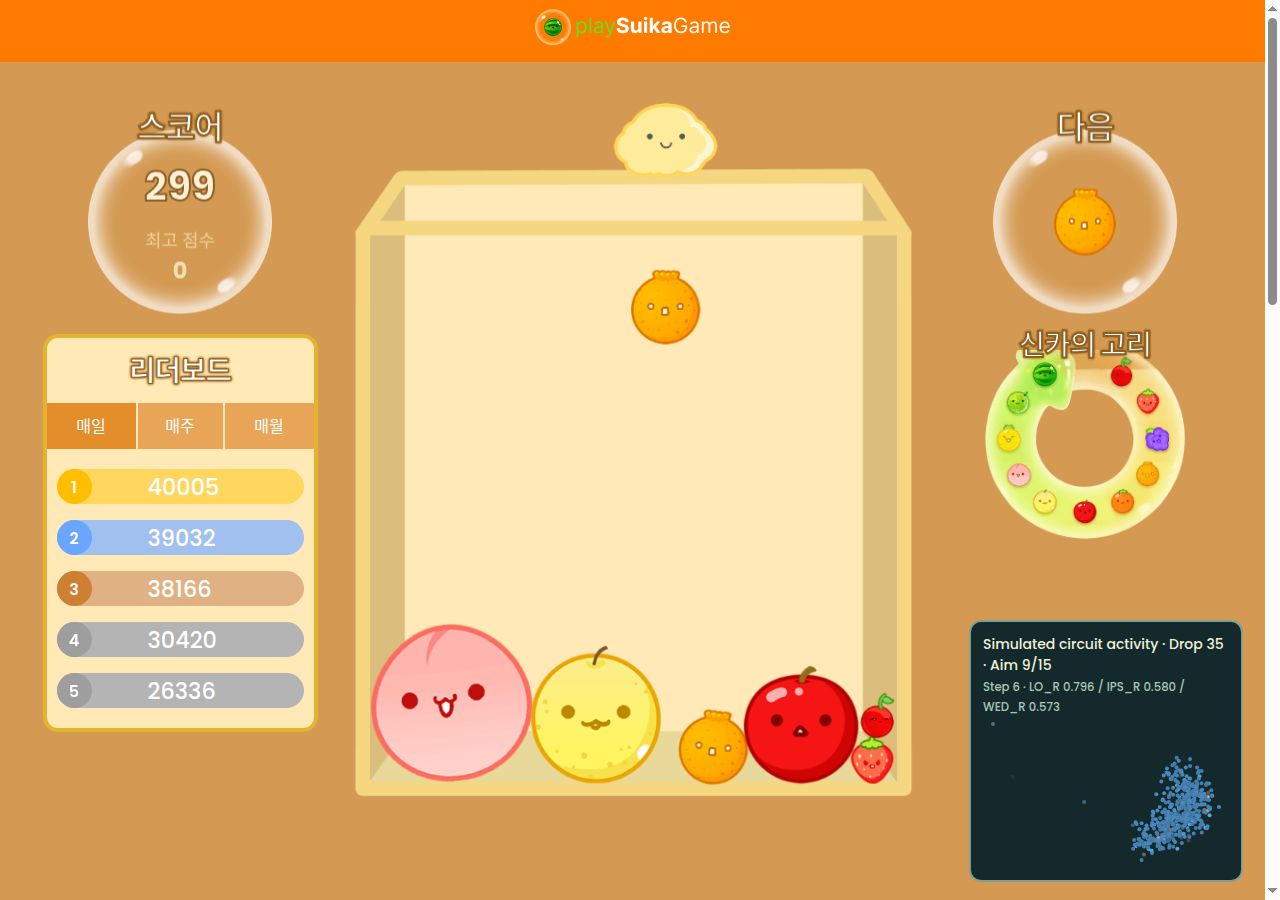 playSuikaGame
스코어
299
최고 점수
0
리더보드
매일 매주 매월
1 40005
2 39032
3 38166
4 30420
5 26336
다음
신카의 고리
Simulated circuit activity · Drop 35
· Aim 9/15
Step 6 · LO_R 0.796 / IPS_R 0.580 /
WED_R 0.573